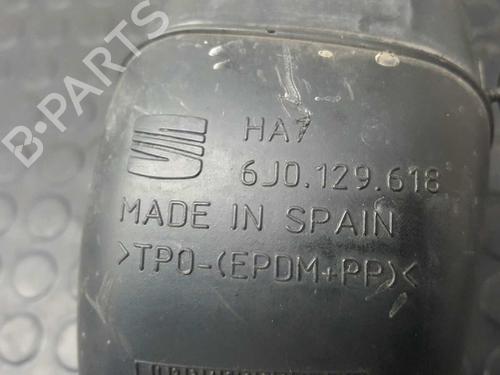 B-PARTS
HA7
6J0.129.618
MADE IN SPAIN
>TPO-(EPDM+PP)<